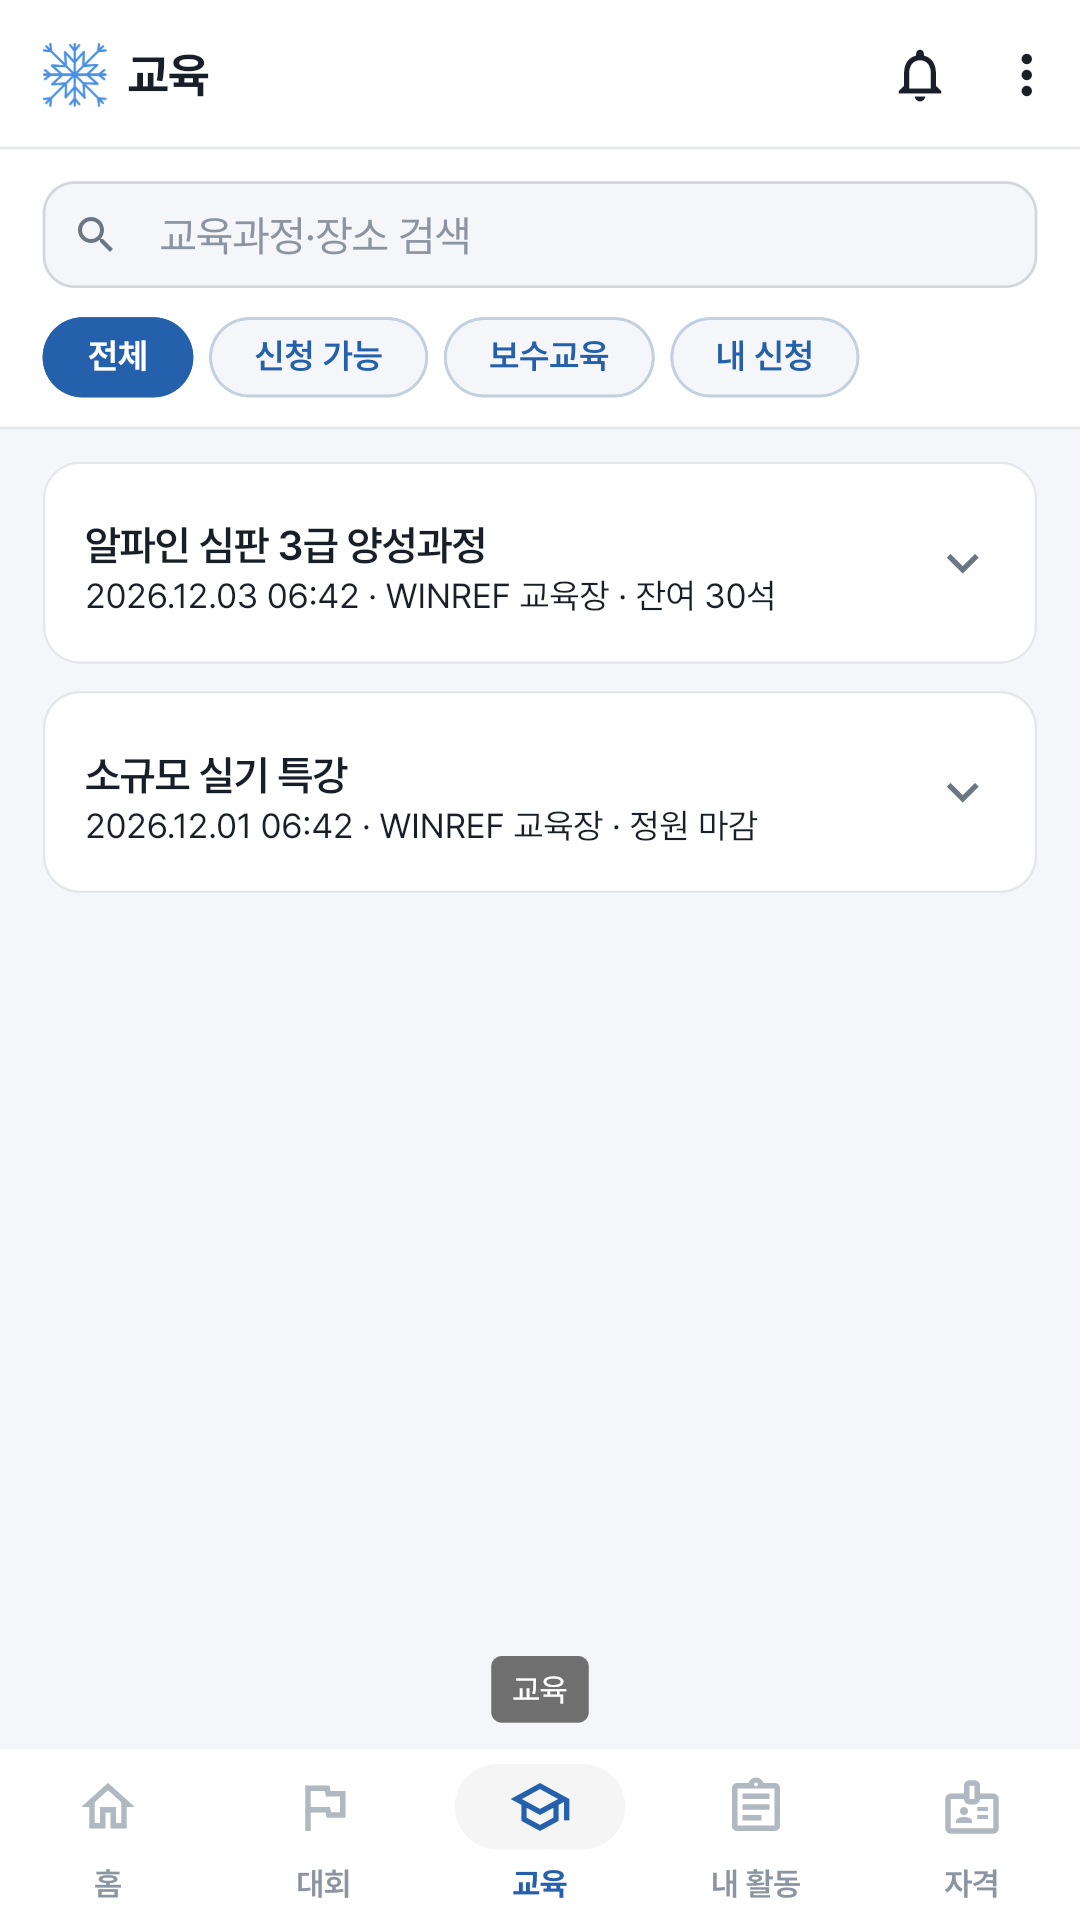 교육
교육과정·장소 검색
전체
신청 가능
보수교육
내 신청
알파인 심판 3급 양성과정
2026.12.03 06:42 · WINREF 교육장 · 잔여 30석
소규모 실기 특강
2026.12.01 06:42 · WINREF 교육장 · 정원 마감
교육
홈
대회
교육
내 활동
자격